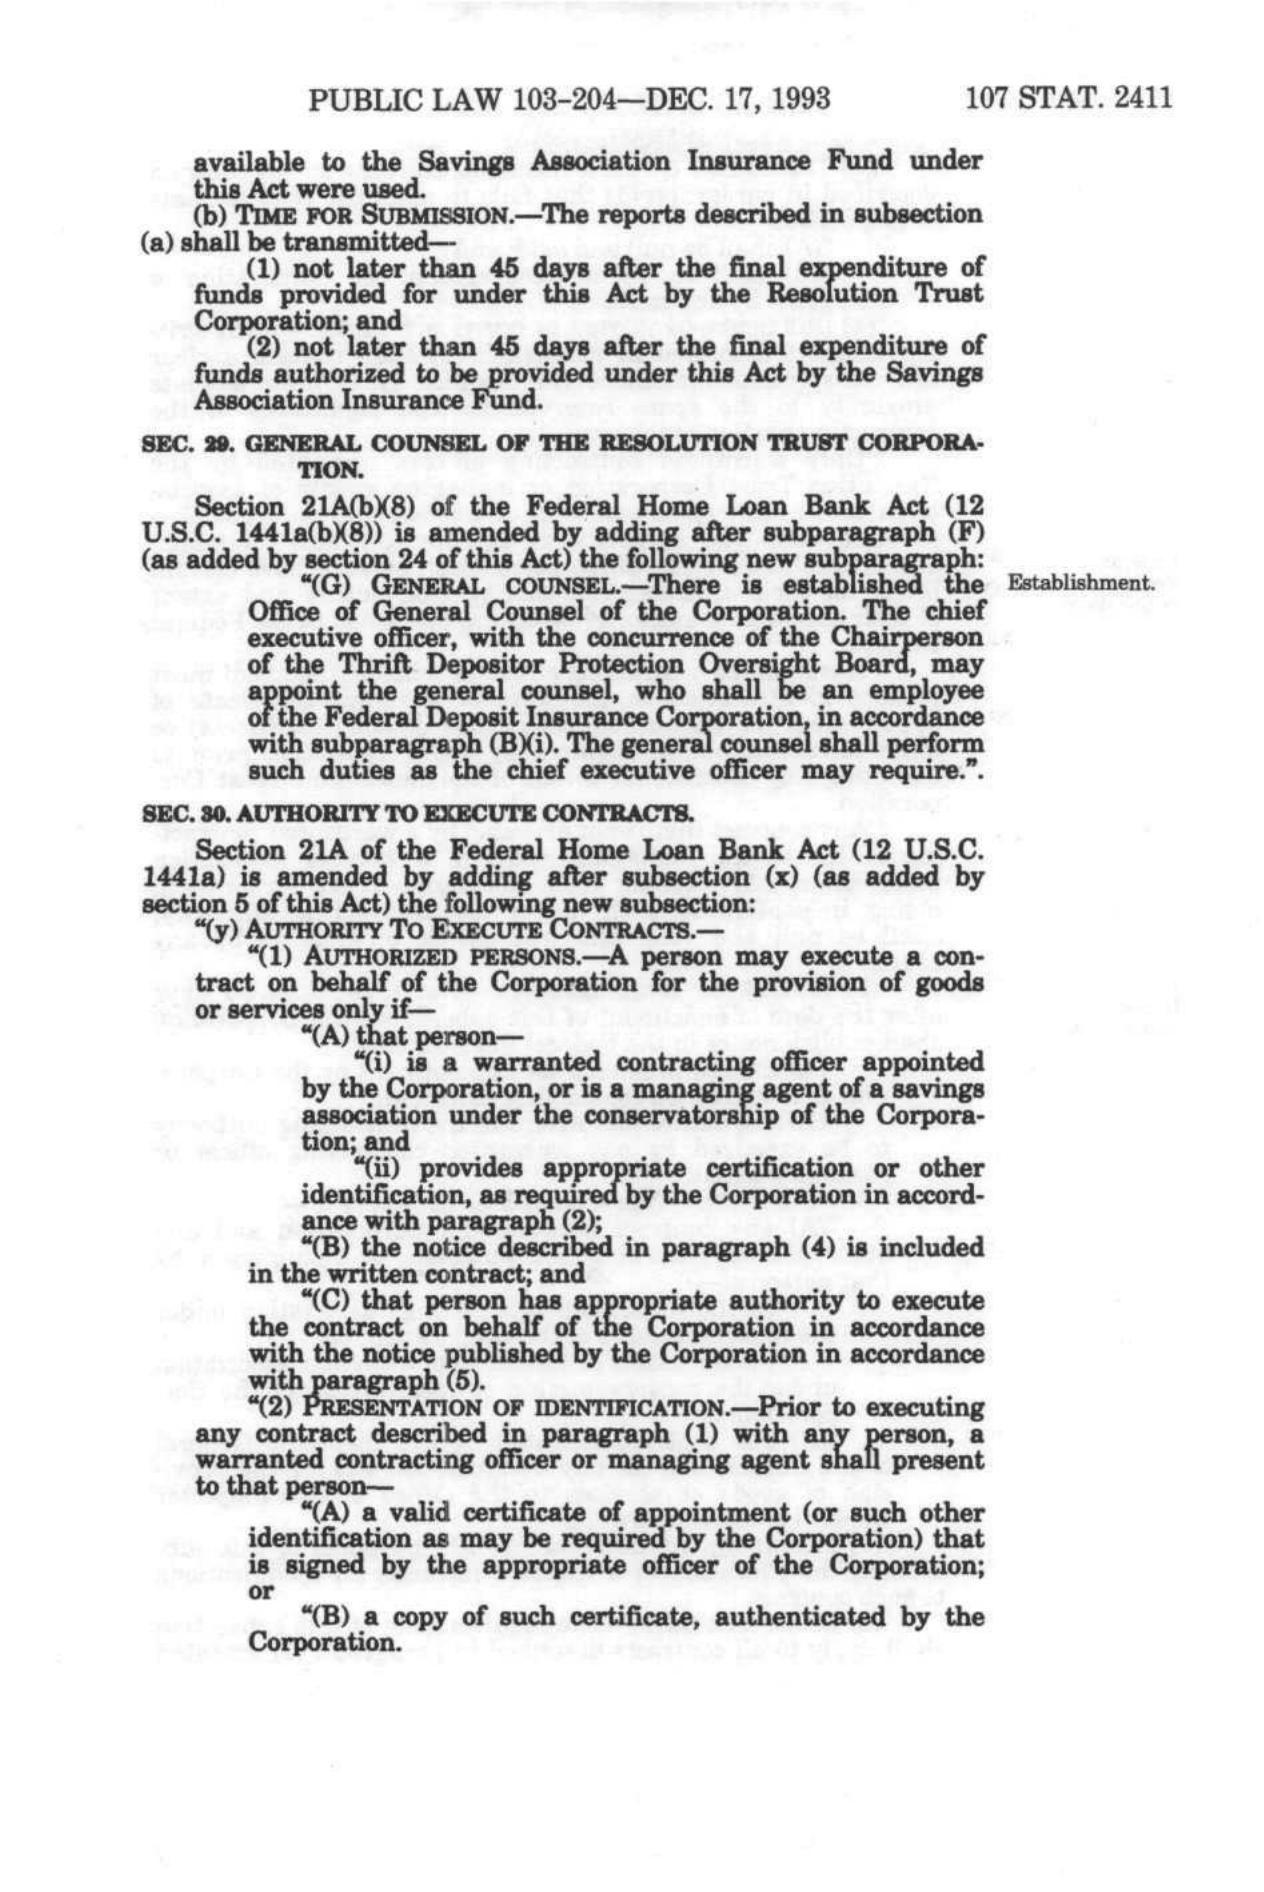 PUBLIC LAW 103–204—DEC. 17, 1993 107 STAT. 2411
available to the Savings Association Insurance Fund under
this Act were used.
(b) TIME FOR SUBMISSION.—The reports described in subsection
(a) shall be transmitted—
(1) not later than 45 days after the final expenditure of
funds provided for under this Act by the Resolution Trust
Corporation; and
(2) not later than 45 days after the final expenditure of
funds authorized to be provided under this Act by the Savings
Association Insurance Fund.
SEC. 29. GENERAL COUNSEL OF THE RESOLUTION TRUST CORPORA-
TION.
Section 21A(b)(8) of the Federal Home Loan Bank Act (12
U.S.C. 1441a(b)(8)) is amended by adding after subparagraph (F)
(as added by section 24 of this Act) the following new subparagraph:
"(G) GENERAL COUNSEL.—There is established the
Establishment.
Office of General Counsel of the Corporation. The chief
executive officer, with the concurrence of the Chairperson
of the Thrift Depositor Protection Oversight Board, may
appoint the general counsel, who shall be an employee
of the Federal Deposit Insurance Corporation, in accordance
with subparagraph (B)(i). The general counsel shall perform
such duties as the chief executive officer may require.".
SEC. 30. AUTHORITY TO EXECUTE CONTRACTS.
Section 21A of the Federal Home Loan Bank Act (12 U.S.C.
1441a) is amended by adding after subsection (x) (as added by
section 5 of this Act) the following new subsection:
"(y) AUTHORITY TO EXECUTE CONTRACTS.—
"(1) AUTHORIZED PERSONS.—A person may execute a con-
tract on behalf of the Corporation for the provision of goods
or services only if—
"(A) that person—
"(i) is a warranted contracting officer appointed
by the Corporation, or is a managing agent of a savings
association under the conservatorship of the Corpora-
tion; and
"(ii) provides appropriate certification or other
identification, as required by the Corporation in accord-
ance with paragraph (2);
"(B) the notice described in paragraph (4) is included
in the written contract; and
"(C) that person has appropriate authority to execute
the contract on behalf of the Corporation in accordance
with the notice published by the Corporation in accordance
with paragraph (5).
"(2) PRESENTATION OF IDENTIFICATION.—Prior to executing
any contract described in paragraph (1) with any person, a
warranted contracting officer or managing agent shall present
to that person—
"(A) a valid certificate of appointment (or such other
identification as may be required by the Corporation) that
is signed by the appropriate officer of the Corporation;
or
"(B) a copy of such certificate, authenticated by the
Corporation.